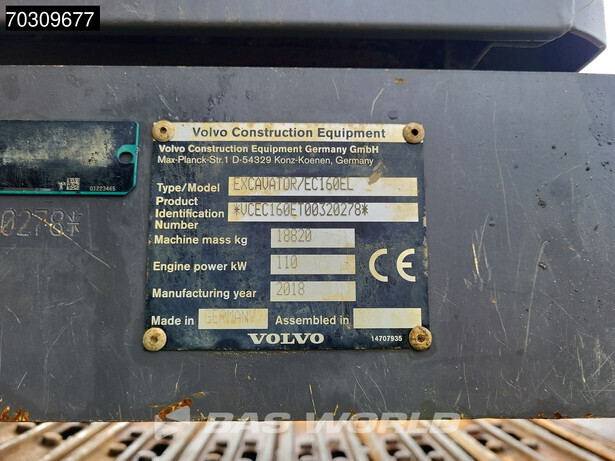 70309677
Volvo Construction Equipment
Volvo Construction Equipment Germany GmbH
Max-Planck-Str.1 D-54329 Konz-Koenen, Germany
Type/Model EXCAVATOR/EC160EL
Product Identification Number *VCEC160ET00320278*
Machine mass kg 18820
Engine power kW 110
Manufacturing year 2018
Made in GERMANY Assembled in
VOLVO 14707935
01223465
0278*
BAS WORLD